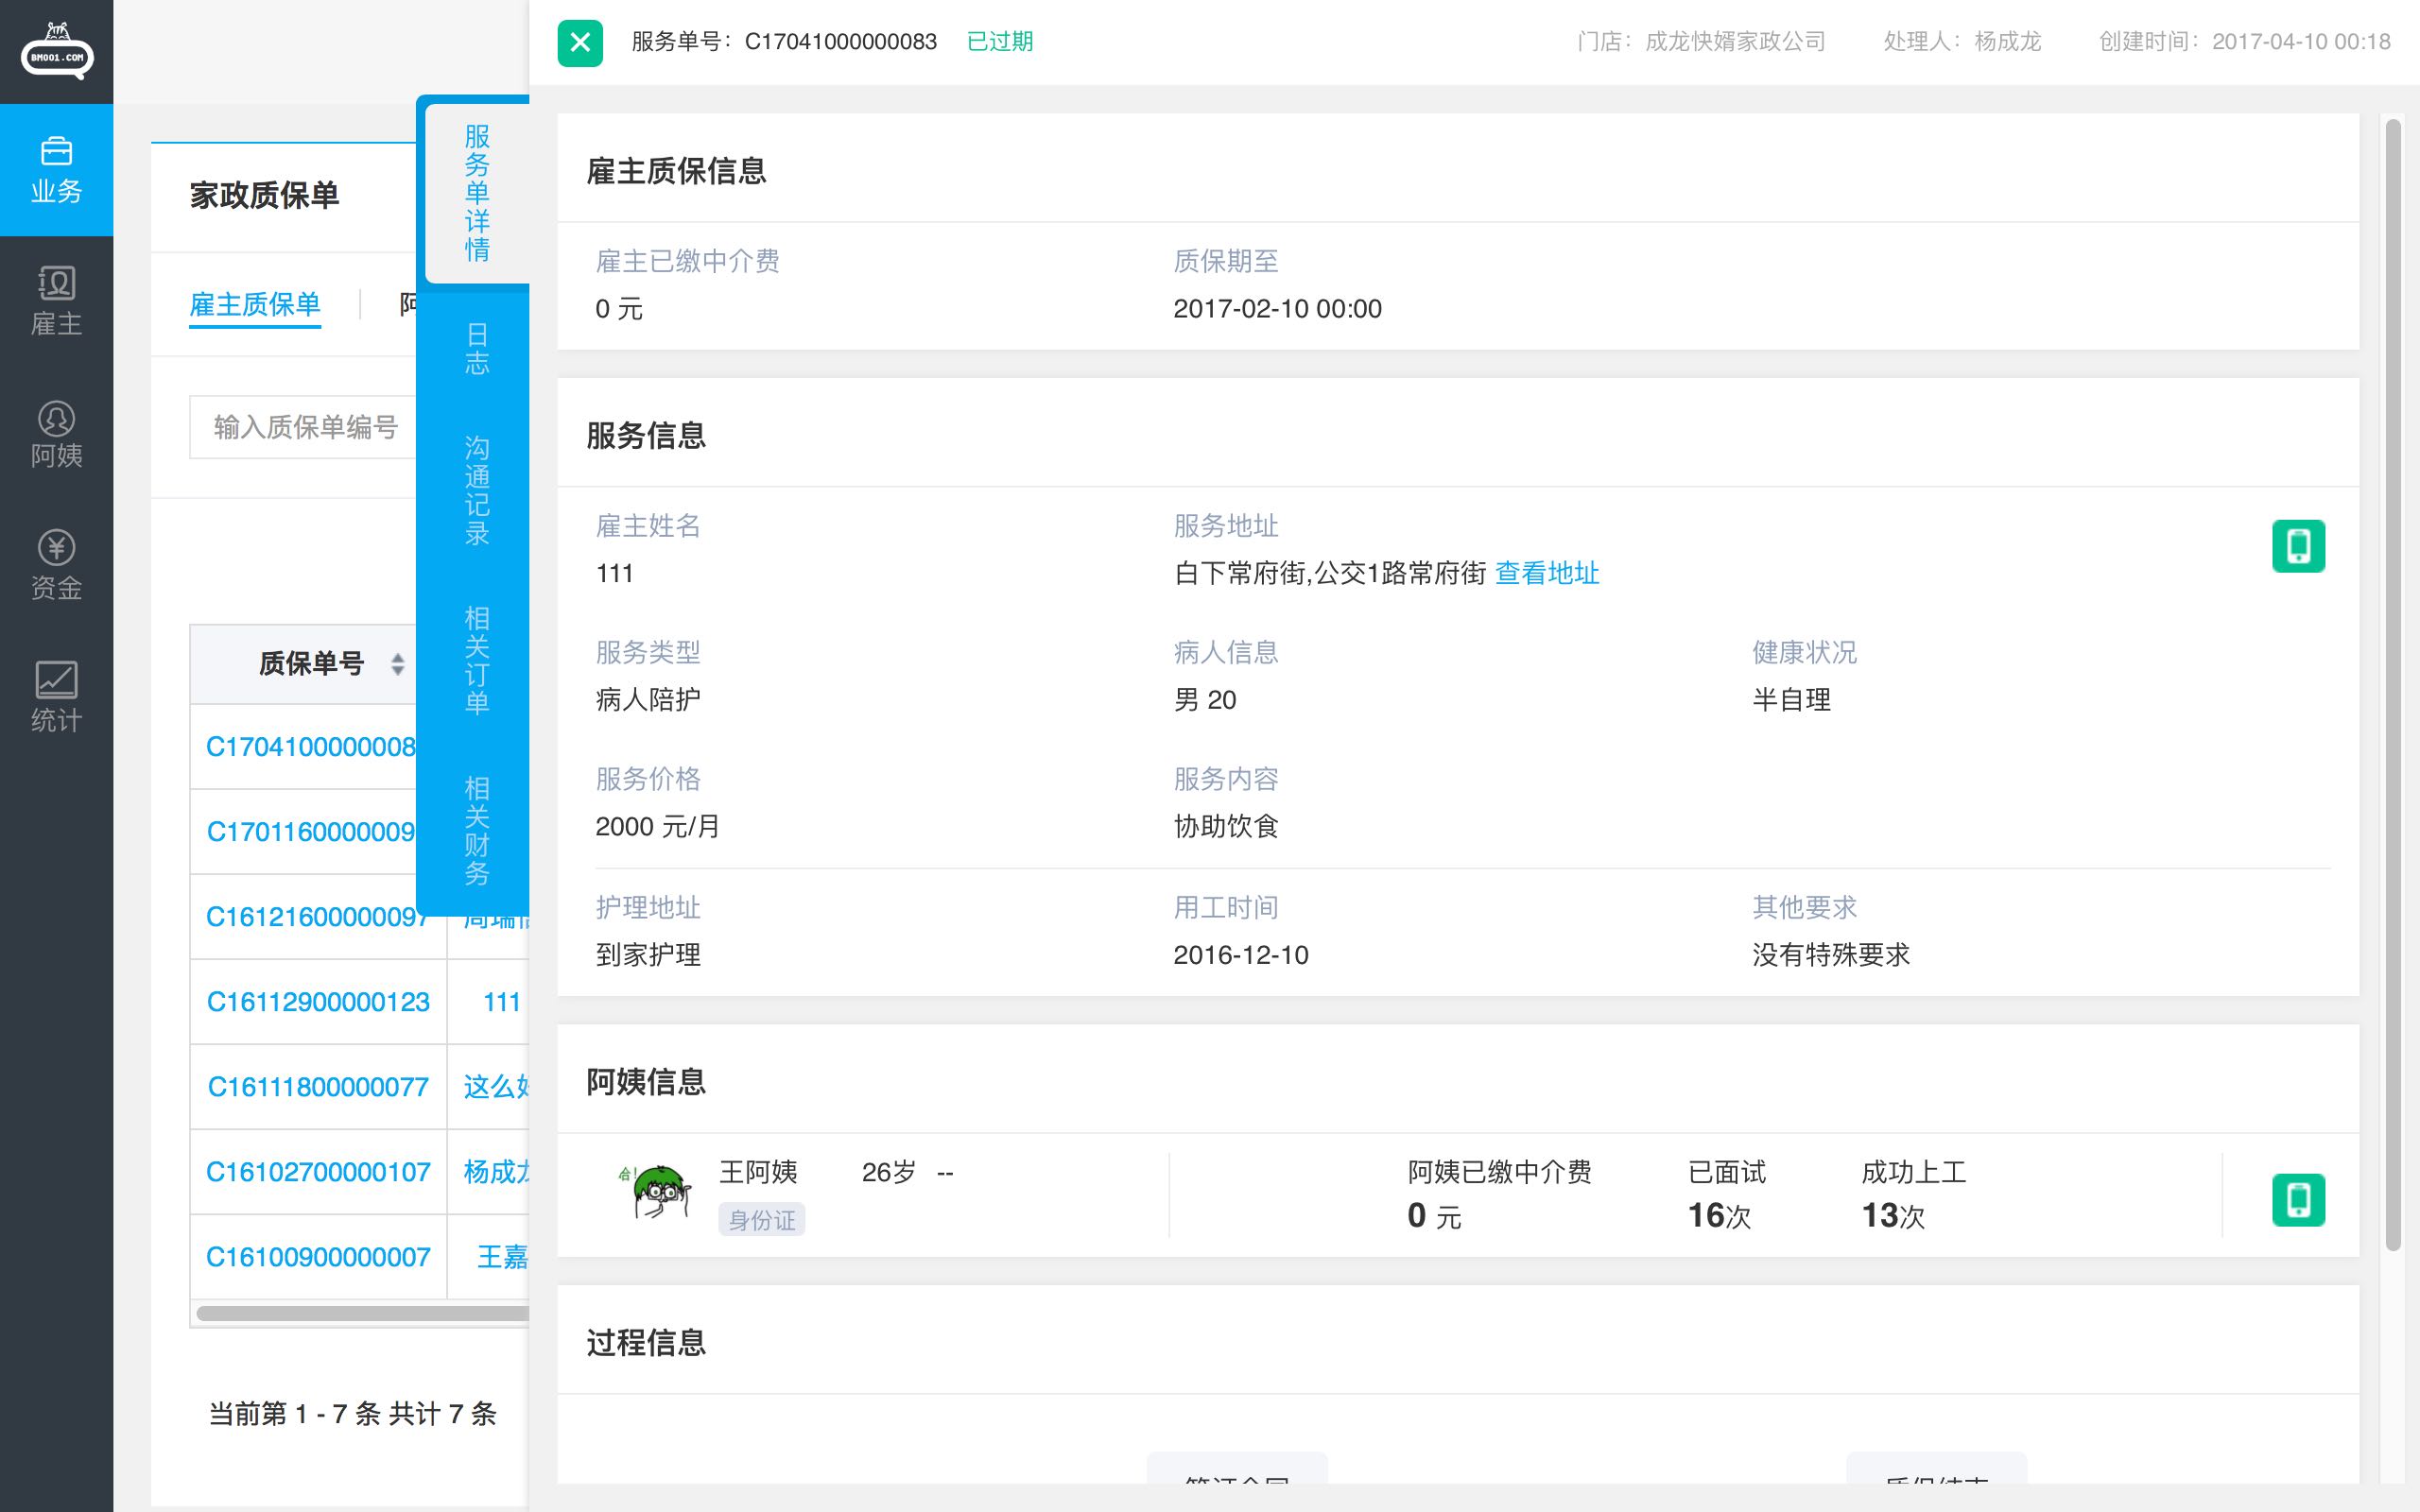 BM001.COM
业务
雇主
阿姨
资金
统计
家政质保单
雇主质保单
输入质保单编号
质保单号
C1704100000008
C1701160000009
C16121600000097
C16112900000123 111
C16111800000077 这么
C16102700000107 杨成
C16100900000007 王嘉
当前第 1 - 7 条 共计 7 条
服务单详情
日志
沟通记录
相关订单
相关财务
服务单号：C17041000000083 已过期
门店：成龙快婿家政公司 处理人：杨成龙 创建时间：2017-04-10 00:18
雇主质保信息
雇主已缴中介费 质保期至
0 元 2017-02-10 00:00
服务信息
雇主姓名 服务地址
111 白下常府街,公交1路常府街 查看地址
服务类型 病人信息 健康状况
病人陪护 男 20 半自理
服务价格 服务内容
2000 元/月 协助饮食
护理地址 用工时间 其他要求
到家护理 2016-12-10 没有特殊要求
阿姨信息
哈!
王阿姨 26岁 -- 阿姨已缴中介费 已面试 成功上工
身份证 0 元 16次 13次
过程信息